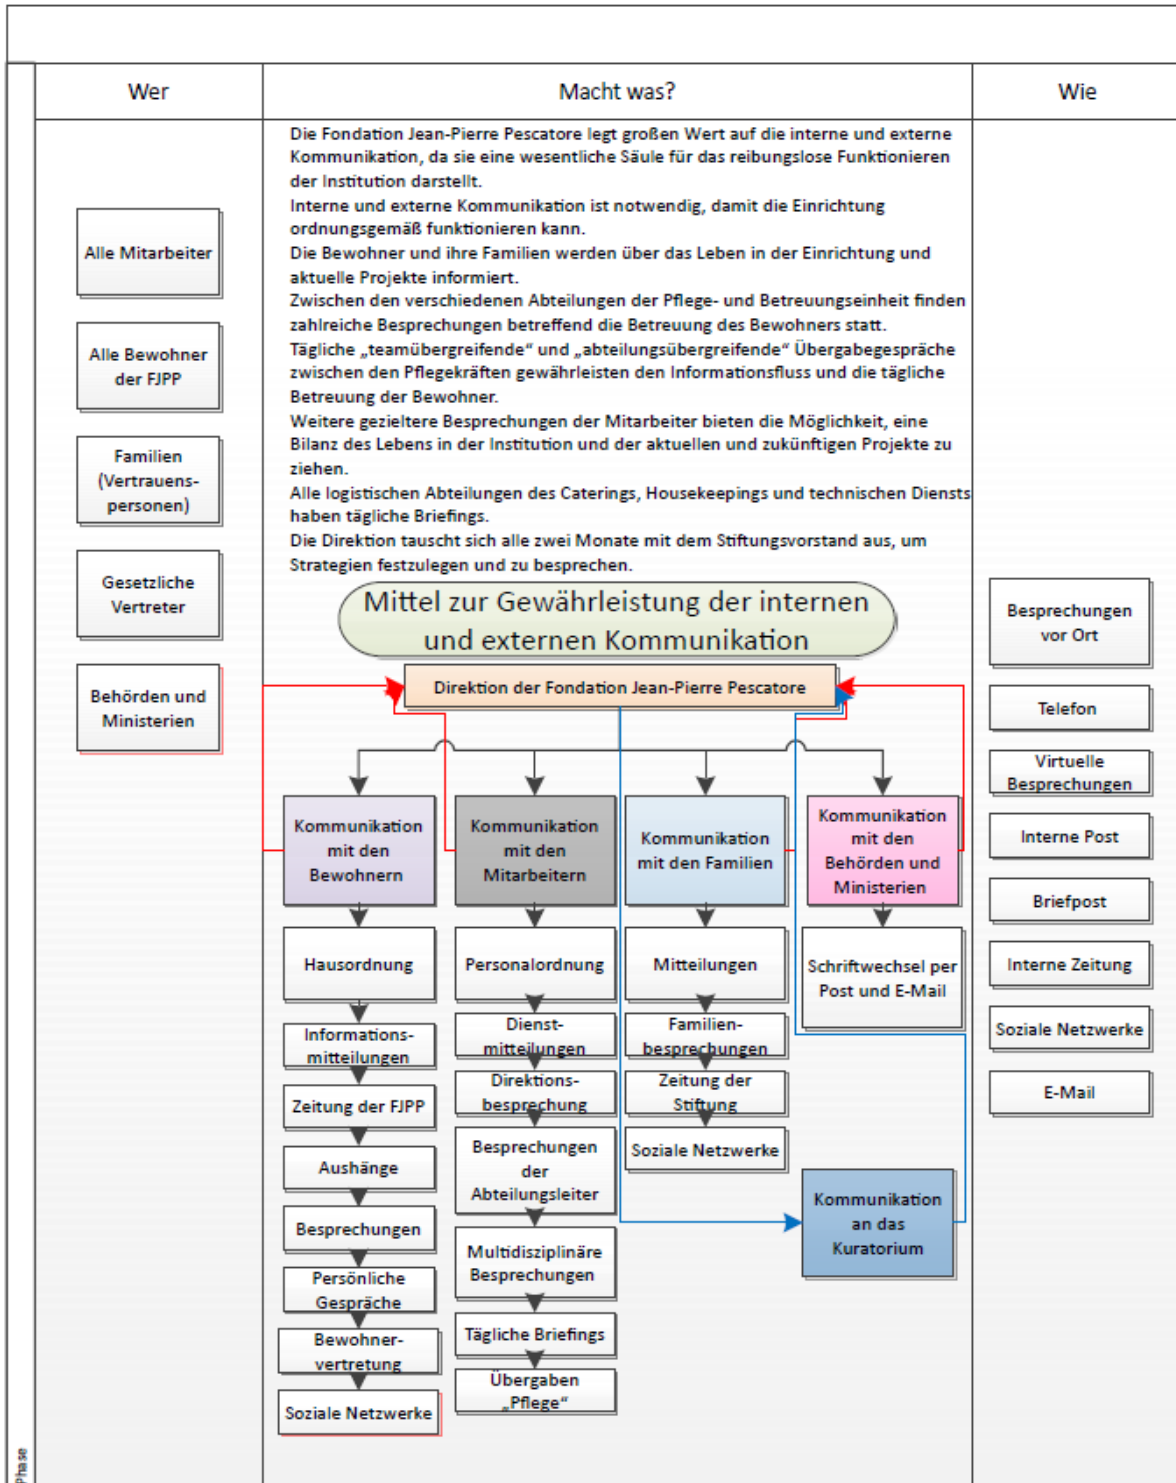 Wer
Macht was?
Wie
Alle Mitarbeiter
Alle Bewohner
der FJPP
Familien
(Vertrauens-
personen)
Gesetzliche
Vertreter
Behörden und
Ministerien
Die Fondation Jean-Pierre Pescatore legt großen Wert auf die interne und externe
Kommunikation, da sie eine wesentliche Säule für das reibungslose Funktionieren
der Institution darstellt.
Interne und externe Kommunikation ist notwendig, damit die Einrichtung
ordnungsgemäß funktionieren kann.
Die Bewohner und ihre Familien werden über das Leben in der Einrichtung und
aktuelle Projekte informiert.
Zwischen den verschiedenen Abteilungen der Pflege- und Betreuungseinheit finden
zahlreiche Besprechungen betreffend die Betreuung des Bewohners statt.
Tägliche „teamübergreifende“ und „abteilungsübergreifende“ Übergabegespräche
zwischen den Pflegekräften gewährleisten den Informationsfluss und die tägliche
Betreuung der Bewohner.
Weitere gezieltere Besprechungen der Mitarbeiter bieten die Möglichkeit, eine
Bilanz des Lebens in der Institution und der aktuellen und zukünftigen Projekte zu
ziehen.
Alle logistischen Abteilungen des Caterings, Housekeepings und technischen Diensts
haben tägliche Briefings.
Die Direktion tauscht sich alle zwei Monate mit dem Stiftungsvorstand aus, um
Strategien festzulegen und zu besprechen.
Mittel zur Gewährleistung der internen
und externen Kommunikation
Direktion der Fondation Jean-Pierre Pescatore
Kommunikation
mit den
Bewohnern
Hausordnung
Informations-
mitteilungen
Zeitung der FJPP
Aushänge
Besprechungen
Persönliche
Gespräche
Bewohner-
vertretung
Soziale Netzwerke
Kommunikation
mit den
Mitarbeitern
Personalordnung
Dienst-
mitteilungen
Direktions-
besprechung
Besprechungen
der
Abteilungsleiter
Multidisziplinäre
Besprechungen
Tägliche Briefings
Übergaben
„Pflege“
Kommunikation
mit den Familien
Mitteilungen
Familien-
besprechungen
Zeitung der
Stiftung
Soziale Netzwerke
Kommunikation
mit den
Behörden und
Ministerien
Schriftwechsel per
Post und E-Mail
Kommunikation
an das
Kuratorium
Besprechungen
vor Ort
Telefon
Virtuelle
Besprechungen
Interne Post
Briefpost
Interne Zeitung
Soziale Netzwerke
E-Mail
Phase